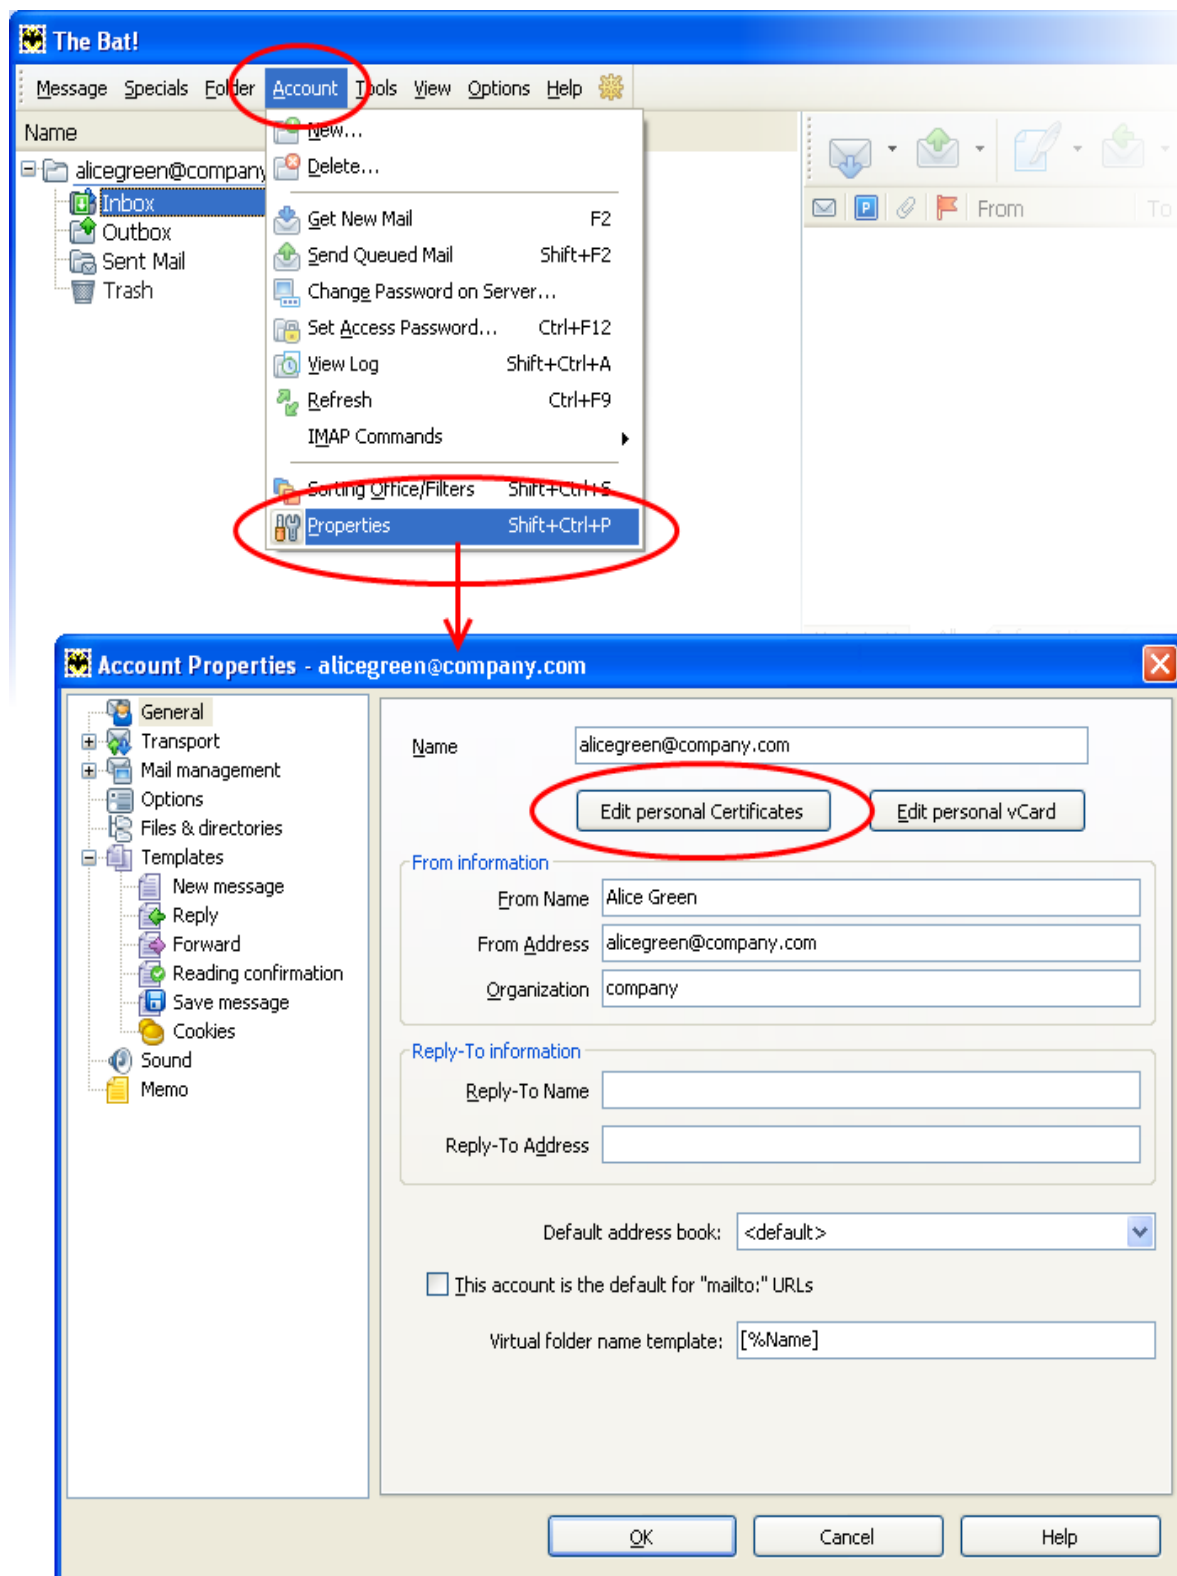 The Bat!
Message Specials Folder Account Tools View Options Help
Name
alicegreen@company
Inbox
Outbox
Sent Mail
Trash
New...
Delete...
Get New Mail F2
Send Queued Mail Shift+F2
Change Password on Server...
Set Access Password... Ctrl+F12
View Log Shift+Ctrl+A
Refresh Ctrl+F9
IMAP Commands
Sorting Office/Filters Shift+Ctrl+S
Properties Shift+Ctrl+P
From To
Account Properties - alicegreen@company.com
General
Transport
Mail management
Options
Files & directories
Templates
New message
Reply
Forward
Reading confirmation
Save message
Cookies
Sound
Memo
Name alicegreen@company.com
Edit personal Certificates Edit personal vCard
From information
From Name Alice Green
From Address alicegreen@company.com
Organization company
Reply-To information
Reply-To Name
Reply-To Address
Default address book: <default>
This account is the default for "mailto:" URLs
Virtual folder name template: [%Name]
OK Cancel Help